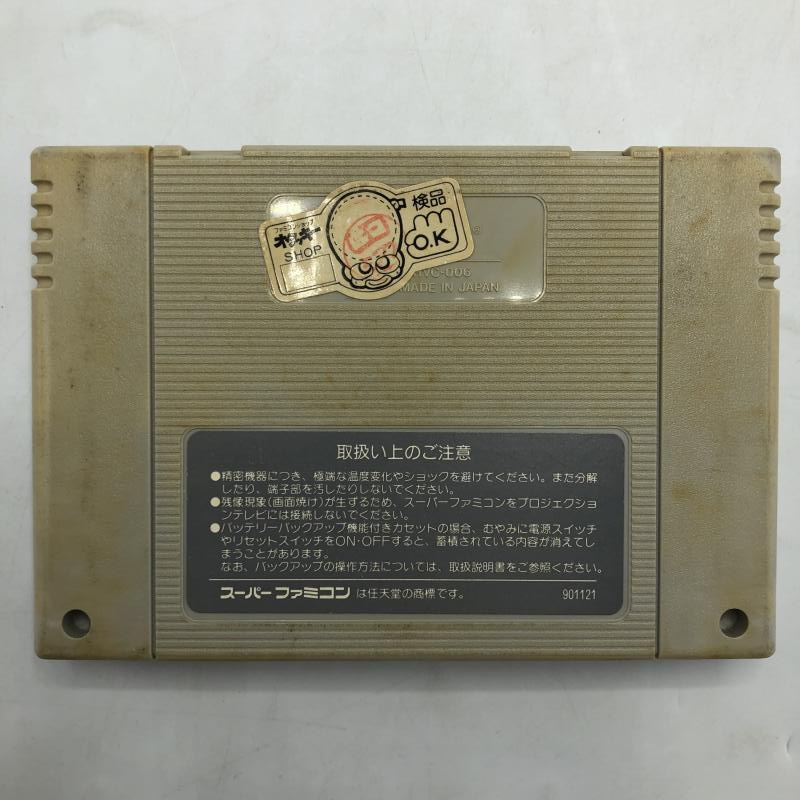 ファミコンショップ
SHOP
検品
O.K
VC-006
MADE IN JAPAN
取扱い上のご注意
●精密機器につき、極端な温度変化やショックを避けてください。また分解
したり、端子部を汚したりしないでください。
●残像現象(画面焼け)が生ずるため、スーパーファミコンをプロジェクショ
ンテレビには接続しないでください。
●バッテリーバックアップ機能付きカセットの場合、むやみに電源スイッチ
やリセットスイッチをON・OFFすると、蓄積されている内容が消えてし
まうことがあります。
なお、バックアップの操作方法については、取扱説明書をご参照ください。
スーパーファミコン は任天堂の商標です。
901121